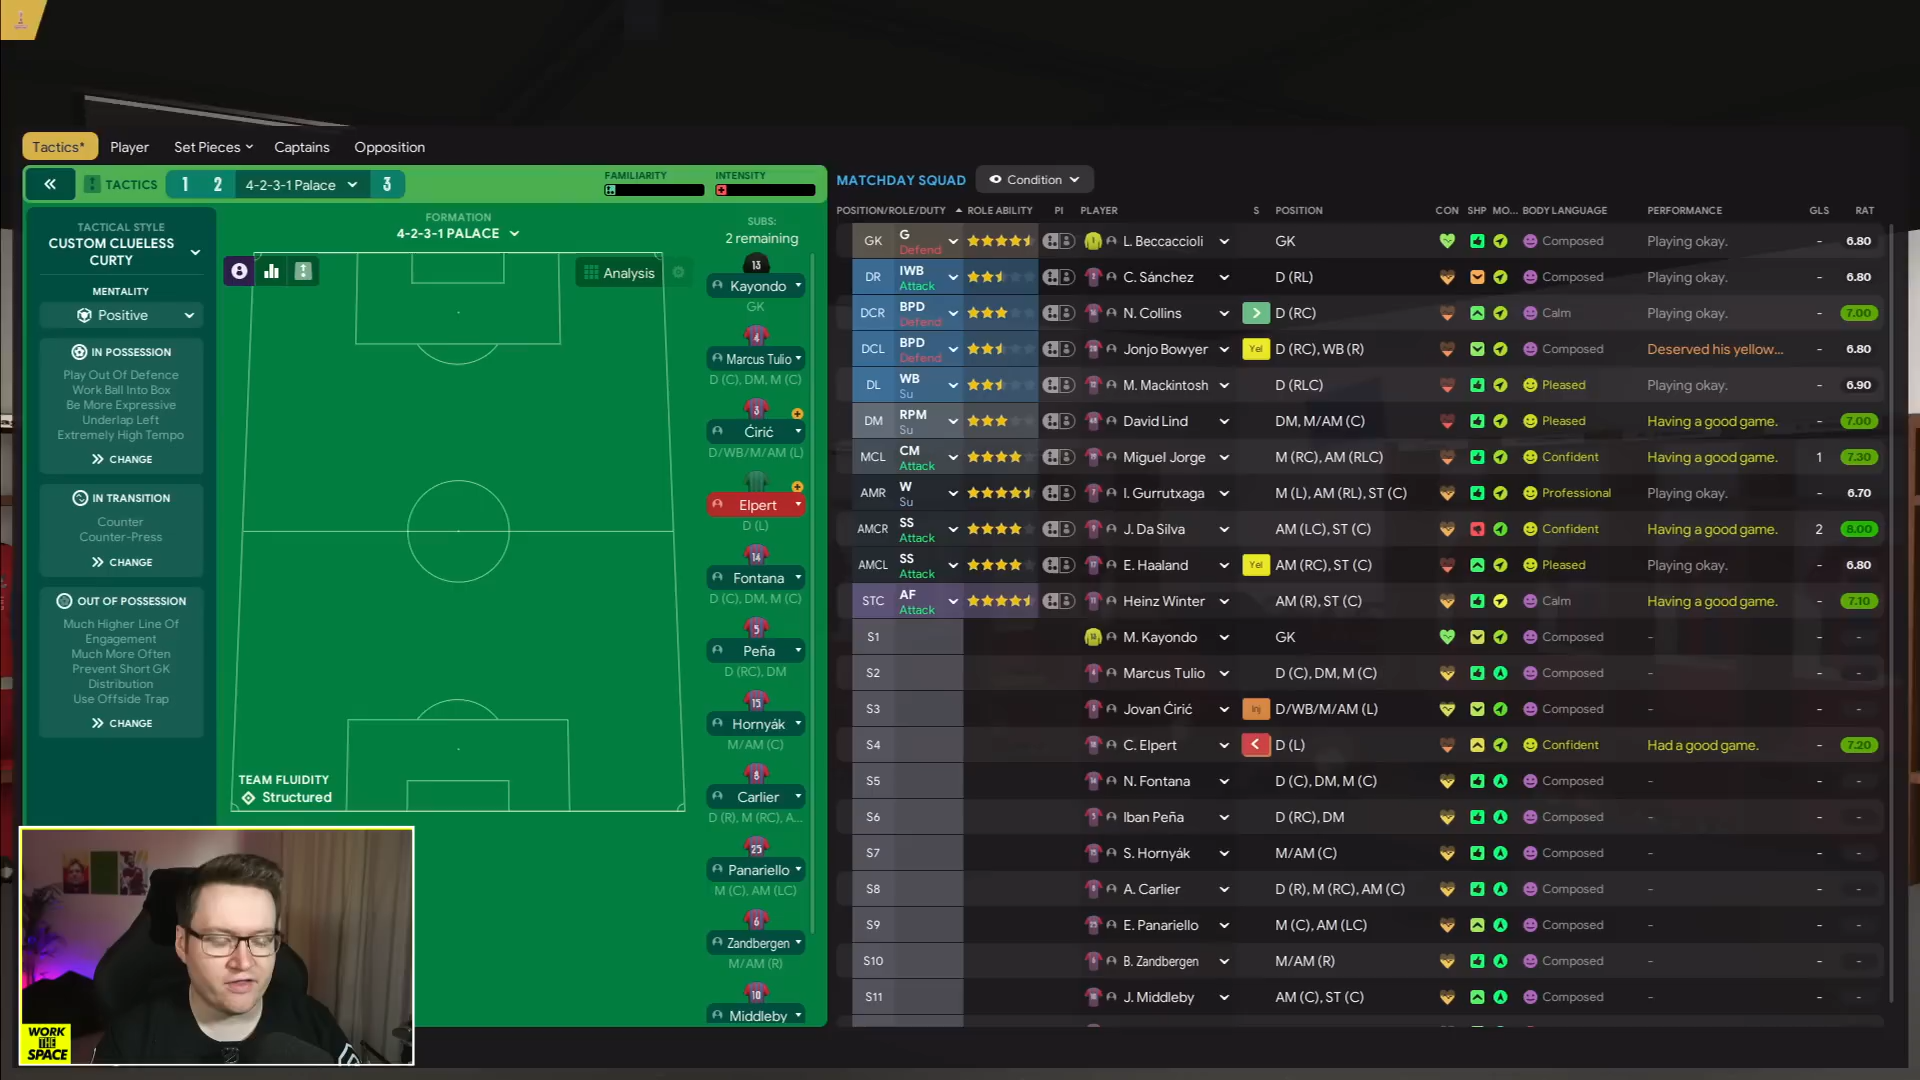 Tactics*
Player
Set Pieces
Captains
Opposition
TACTICS
1
2
4-2-3-1 Palace
3
FAMILIARITY
INTENSITY
TACTICAL STYLE
CUSTOM CLUELESS
CURTY
MENTALITY
Positive
IN POSSESSION
Play Out Of Defence
Work Ball Into Box
Be More Expressive
Underlap Left
Extremely High Tempo
CHANGE
IN TRANSITION
Counter
Counter-Press
CHANGE
OUT OF POSSESSION
Much Higher Line Of
Engagement
Much More Often
Prevent Short GK
Distribution
Use Offside Trap
CHANGE
FORMATION
4-2-3-1 PALACE
Analysis
TEAM FLUIDITY
Structured
SUBS:
2 remaining
13
Kayondo
GK
4
Marcus Tulio
D (C), DM, M (C)
3
Ćirić
D/WB/M/AM (L)
Elpert
D (L)
14
Fontana
D (C), DM, M (C)
5
Peña
D (RC), DM
15
Hornyák
M/AM (C)
8
Carlier
D (R), M (RC), A...
25
Panariello
M (C), AM (LC)
6
Zandbergen
M/AM (R)
10
Middleby
MATCHDAY SQUAD
Condition
POSITION/ROLE/DUTY ROLE ABILITY PI PLAYER S POSITION CON SHP MO... BODY LANGUAGE PERFORMANCE GLS RAT
GK G Defend L. Beccaccioli GK Composed Playing okay. - 6.80
DR IWB Attack C. Sánchez D (RL) Composed Playing okay. - 6.80
DCR BPD Defend N. Collins D (RC) Calm Playing okay. - 7.00
DCL BPD Defend Jonjo Bowyer Yel D (RC), WB (R) Composed Deserved his yellow... - 6.80
DL WB Su M. Mackintosh D (RLC) Pleased Playing okay. - 6.90
DM RPM Su David Lind DM, M/AM (C) Pleased Having a good game. - 7.00
MCL CM Attack Miguel Jorge M (RC), AM (RLC) Confident Having a good game. 1 7.30
AMR W Su I. Gurrutxaga M (L), AM (RL), ST (C) Professional Playing okay. - 6.70
AMCR SS Attack J. Da Silva AM (LC), ST (C) Confident Having a good game. 2 8.00
AMCL SS Attack E. Haaland Yel AM (RC), ST (C) Pleased Playing okay. - 6.80
STC AF Attack Heinz Winter AM (R), ST (C) Calm Having a good game. - 7.10
S1 M. Kayondo GK Composed - - -
S2 Marcus Tulio D (C), DM, M (C) Composed - - -
S3 Jovan Ćirić Inj D/WB/M/AM (L) Composed - - -
S4 C. Elpert D (L) Confident Had a good game. - 7.20
S5 N. Fontana D (C), DM, M (C) Composed - - -
S6 Iban Peña D (RC), DM Composed - - -
S7 S. Hornyák M/AM (C) Composed - - -
S8 A. Carlier D (R), M (RC), AM (C) Composed - - -
S9 E. Panariello M (C), AM (LC) Composed - - -
S10 B. Zandbergen M/AM (R) Composed - - -
S11 J. Middleby AM (C), ST (C) Composed - - -
WORK
THE
SPACE